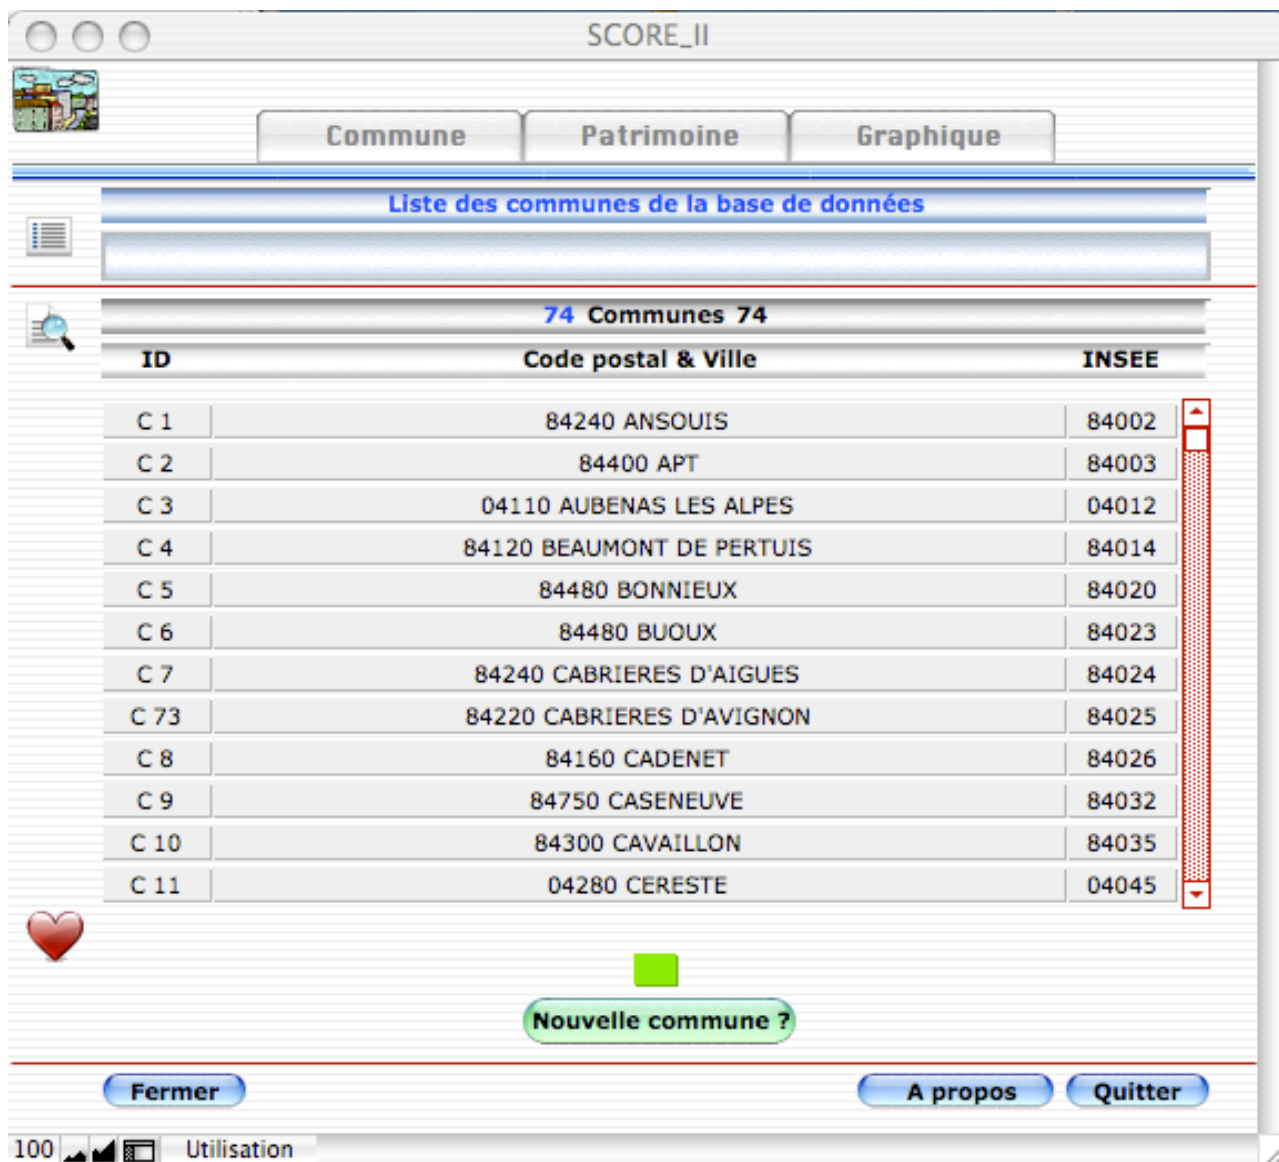 SCORE_II
Commune Patrimoine Graphique
Liste des communes de la base de données
74 Communes 74
ID Code postal & Ville INSEE
C 1 84240 ANSOUIS 84002
C 2 84400 APT 84003
C 3 04110 AUBENAS LES ALPES 04012
C 4 84120 BEAUMONT DE PERTUIS 84014
C 5 84480 BONNIEUX 84020
C 6 84480 BUOUX 84023
C 7 84240 CABRIERES D'AIGUES 84024
C 73 84220 CABRIERES D'AVIGNON 84025
C 8 84160 CADENET 84026
C 9 84750 CASENEUVE 84032
C 10 84300 CAVAILLON 84035
C 11 04280 CERESTE 04045
Nouvelle commune ?
Fermer A propos Quitter
100 Utilisation